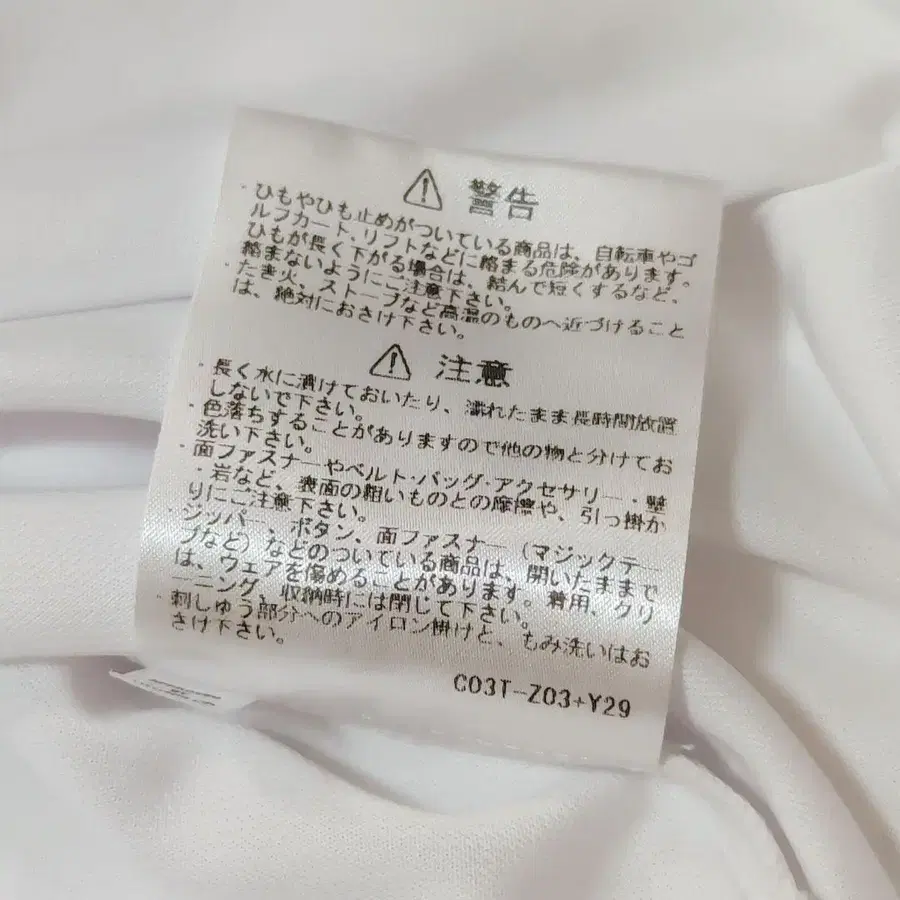 ⚠ 警告
・ひもやひも止めがついている商品は、自転車やゴ
ルフカート・リフトなどに絡まる危険があります。
ひもが長く下がる場合は、結んで短くするなど、
絡まないようにご注意下さい。
・たき火、ストーブなど高温のものへ近づけること
は、絶対におさけ下さい。
⚠ 注意
・長く水に漬けておいたり、濡れたまま長時間放置
しないで下さい。
・色落ちすることがありますので他の物と分けてお
洗い下さい。
・面ファスナーやベルト・バッグ・アクセサリー・壁
・岩など、表面の粗いものとの摩擦や、引っ掛か
りにご注意下さい。
・ジッパー、ボタン、面ファスナー（マジックテー
プなど）などのついている商品は、開いたままで
は、ウェアを傷めることがあります。着用、クリ
ーニング、収納時には閉じて下さい。
・刺しゅう部分へのアイロン掛けと、もみ洗いはお
さけ下さい。
C03T-Z03+Y29